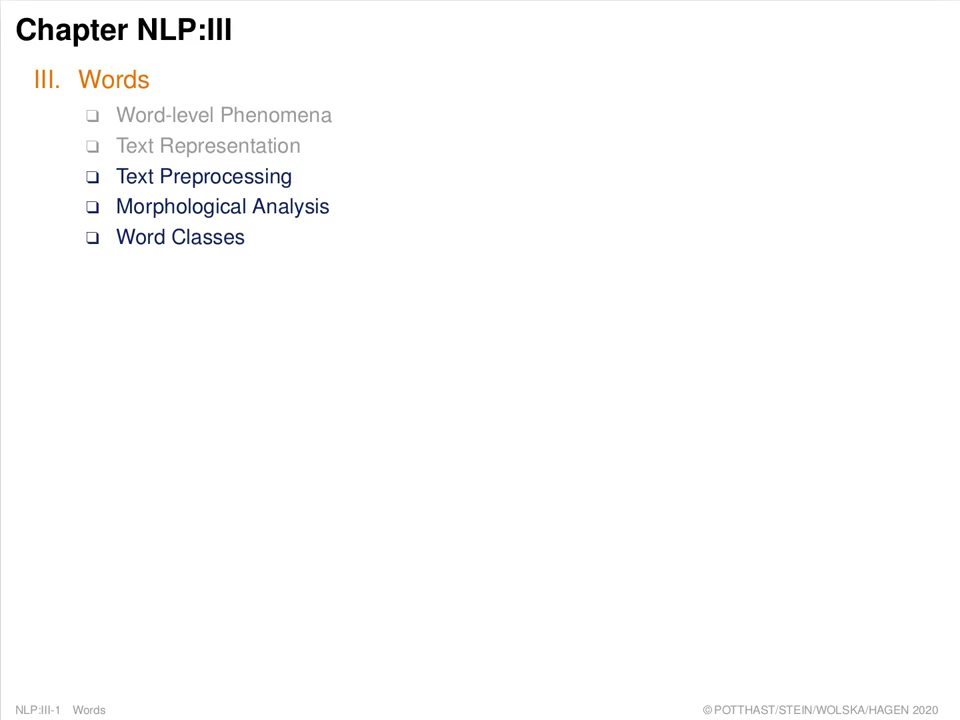 Chapter NLP:III
III. Words
❑ Word-level Phenomena
❑ Text Representation
❑ Text Preprocessing
❑ Morphological Analysis
❑ Word Classes
NLP:III-1 Words
© POTTHAST/STEIN/WOLSKA/HAGEN 2020